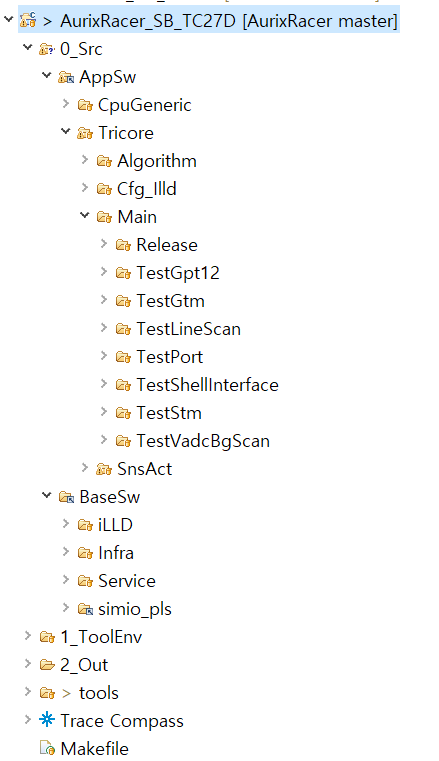 > AurixRacer_SB_TC27D [AurixRacer master]
0_Src
AppSw
CpuGeneric
Tricore
Algorithm
Cfg_Illd
Main
Release
TestGpt12
TestGtm
TestLineScan
TestPort
TestShellInterface
TestStm
TestVadcBgScan
SnsAct
BaseSw
iLLD
Infra
Service
simio_pls
1_ToolEnv
2_Out
> tools
Trace Compass
Makefile